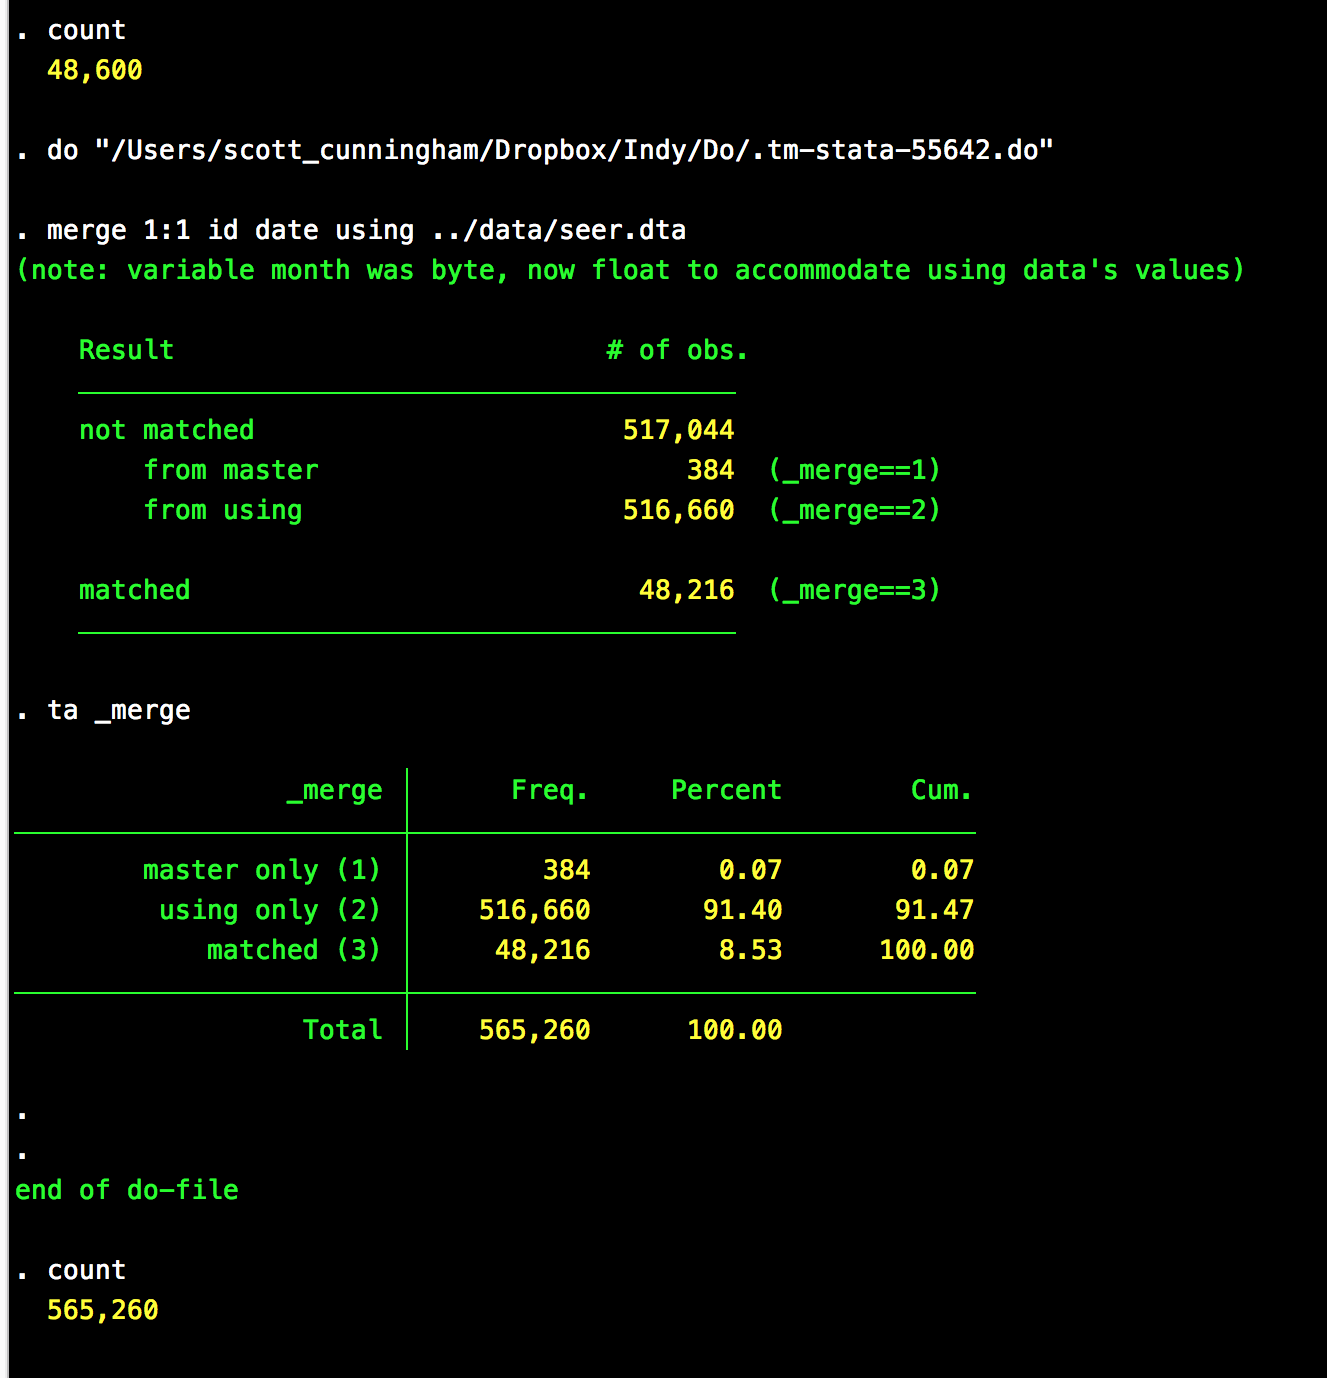 . count
48,600
. do "/Users/scott_cunningham/Dropbox/Indy/Do/.tm-stata-55642.do"
. merge 1:1 id date using ../data/seer.dta
(note: variable month was byte, now float to accommodate using data's values)
Result # of obs.
not matched 517,044
from master 384 (_merge==1)
from using 516,660 (_merge==2)
matched 48,216 (_merge==3)
. ta _merge
_merge Freq. Percent Cum.
master only (1) 384 0.07 0.07
using only (2) 516,660 91.40 91.47
matched (3) 48,216 8.53 100.00
Total 565,260 100.00
.
.
end of do-file
. count
565,260